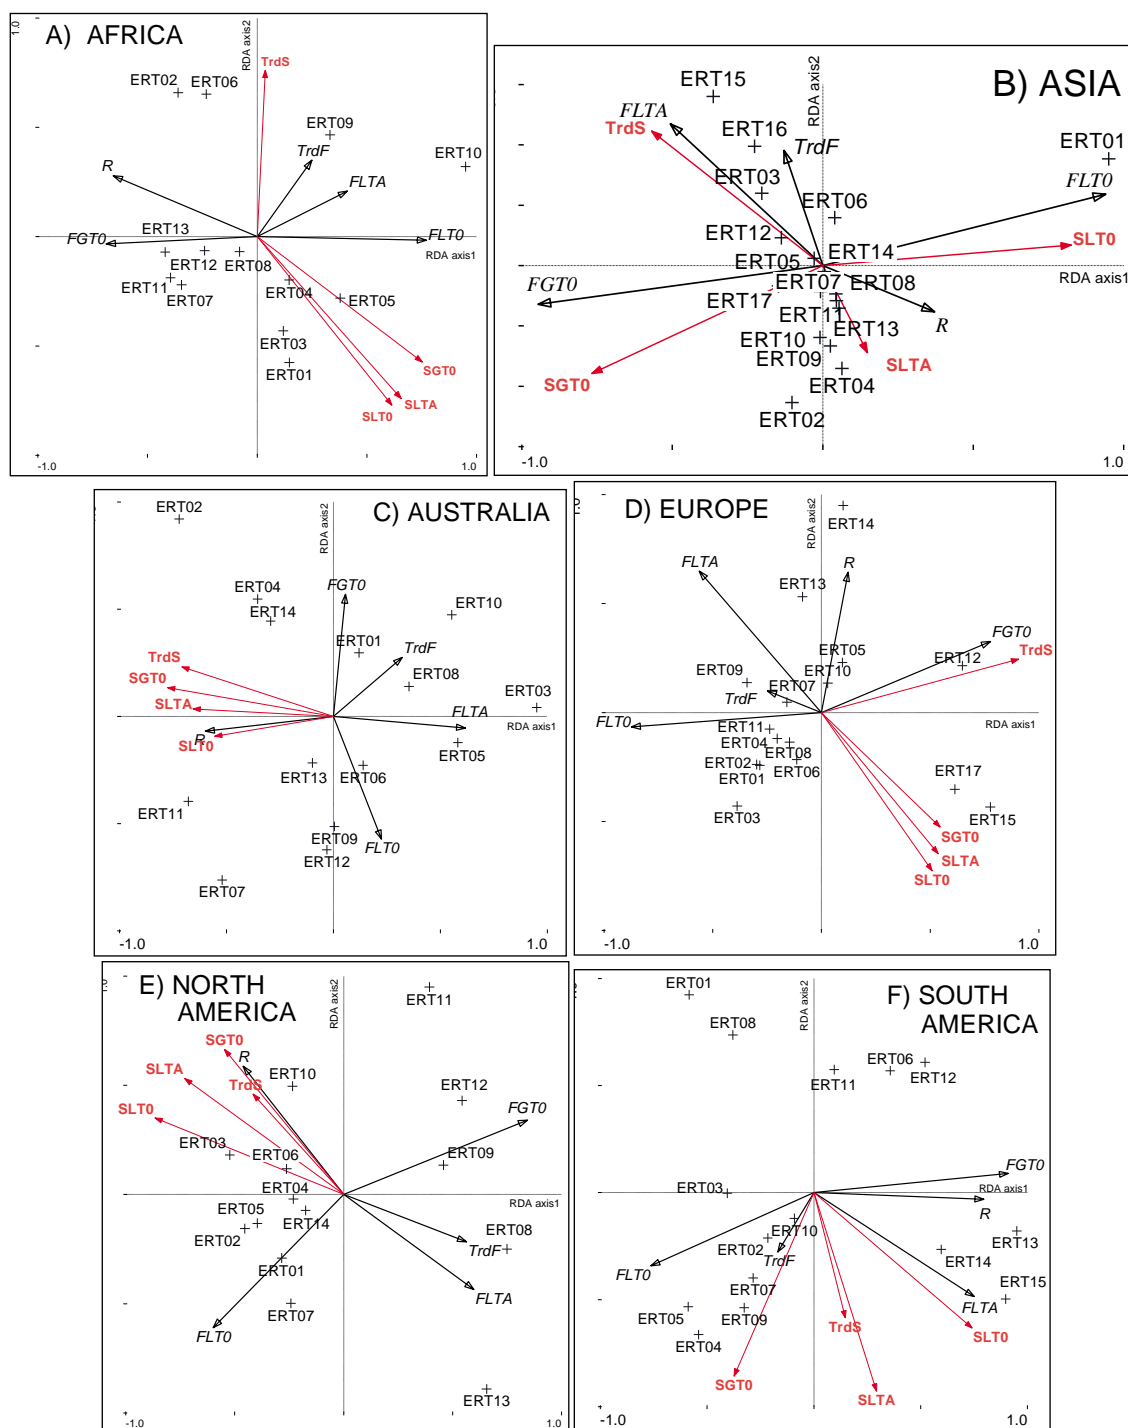 A) AFRICA
1.0
RDA axis2
TrdS
ERT02
ERT06
ERT09
TrdF
ERT10
R
FLTA
ERT13
FGT0
FLT0
RDA axis1
ERT12
ERT08
ERT11
ERT07
ERT04
ERT05
ERT03
SGT0
ERT01
SLTA
SLT0
-1.0
1.0
B) ASIA
RDA axis2
ERT15
FLTA
TrdS
ERT16
TrdF
ERT01
ERT03
FLT0
ERT06
ERT12
SLT0
ERT14
ERT05
RDA axis1
FGT0
ERT07
ERT08
ERT17
ERT11
R
ERT13
ERT10
ERT09
SLTA
SGT0
ERT04
ERT02
-1.0
1.0
C) AUSTRALIA
RDA axis2
ERT02
ERT04
FGT0
ERT14
ERT10
ERT01
TrdF
TrdS
SGT0
ERT08
SLTA
ERT03
FLTA
RDA axis1
R
SLT0
ERT05
ERT13
ERT06
ERT11
ERT09
FLT0
ERT12
ERT07
-1.0
1.0
D) EUROPE
1.0
RDA axis2
ERT14
FLTA
R
ERT13
FGT0
ERT05
ERT12
TrdS
ERT09
ERT10
ERT07
TrdF
FLT0
RDA axis1
ERT11
ERT04
ERT08
ERT02
ERT06
ERT01
ERT17
ERT03
ERT15
SGT0
SLTA
SLT0
-1.0
1.0
E) NORTH
AMERICA
1.0
RDA axis2
ERT11
SGT0
R
SLTA
ERT10
TrdS
ERT12
SLT0
FGT0
ERT03
ERT06
ERT09
ERT04
RDA axis1
ERT05
ERT14
ERT02
ERT08
TrdF
ERT01
FLTA
ERT07
FLT0
ERT13
-1.0
1.0
F) SOUTH
AMERICA
RDA axis2
ERT01
ERT08
ERT06
ERT11
ERT12
FGT0
ERT03
RDA axis1
R
ERT10
ERT02
TrdF
ERT13
FLT0
ERT14
ERT07
ERT15
FLTA
ERT05
ERT09
TrdS
SLT0
ERT04
SGT0
SLTA
-1.0
1.0